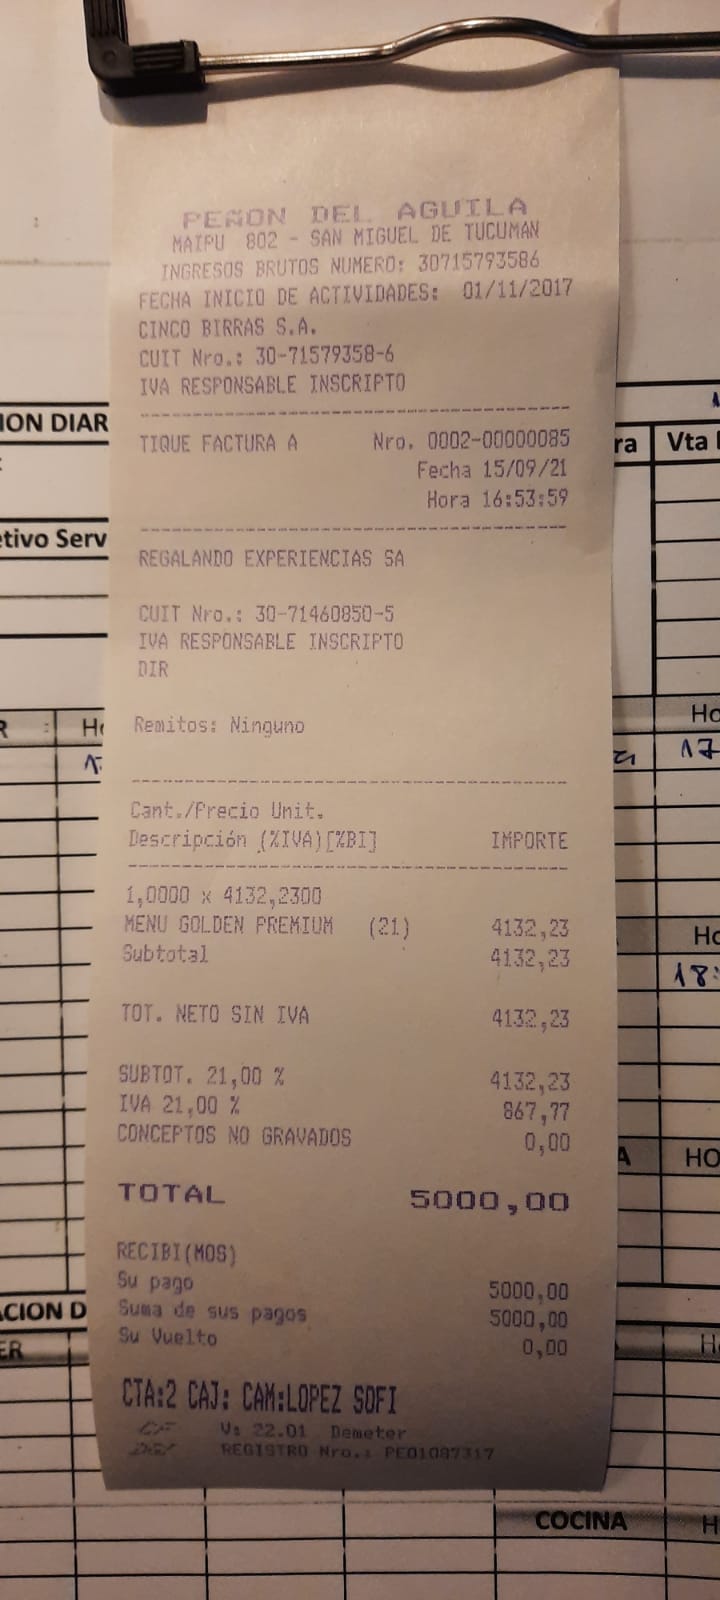 PEÑON DEL AGUILA
MAIPU 802 - SAN MIGUEL DE TUCUMAN
INGRESOS BRUTOS NUMERO: 30715793586
FECHA INICIO DE ACTIVIDADES: 01/11/2017
CINCO BIRRAS S.A.
CUIT Nro.: 30-71579358-6
IVA RESPONSABLE INSCRIPTO
TIQUE FACTURA A Nro. 0002-00000085
Fecha 15/09/21
Hora 16:53:59
REGALANDO EXPERIENCIAS SA
CUIT Nro.: 30-71460850-5
IVA RESPONSABLE INSCRIPTO
DIR
Remitos: Ninguno
Cant./Precio Unit.
Descripción (%IVA)[%BI] IMPORTE
1,0000 x 4132,2300
MENU GOLDEN PREMIUM (21) 4132,23
Subtotal 4132,23
TOT. NETO SIN IVA 4132,23
SUBTOT. 21,00 % 4132,23
IVA 21,00 % 867,77
CONCEPTOS NO GRAVADOS 0,00
TOTAL 5000,00
RECIBI(MOS)
Su pago 5000,00
Suma de sus pagos 5000,00
Su Vuelto 0,00
CTA:2 CAJ: CAM:LOPEZ SOFI
V: 22.01 Demeter
REGISTRO Nro.: PEO1087317
ION DIAR
ra
Vta
etivo Serv
Ho
17
Ho
18:
HO
ACION D
ER
COCINA
H